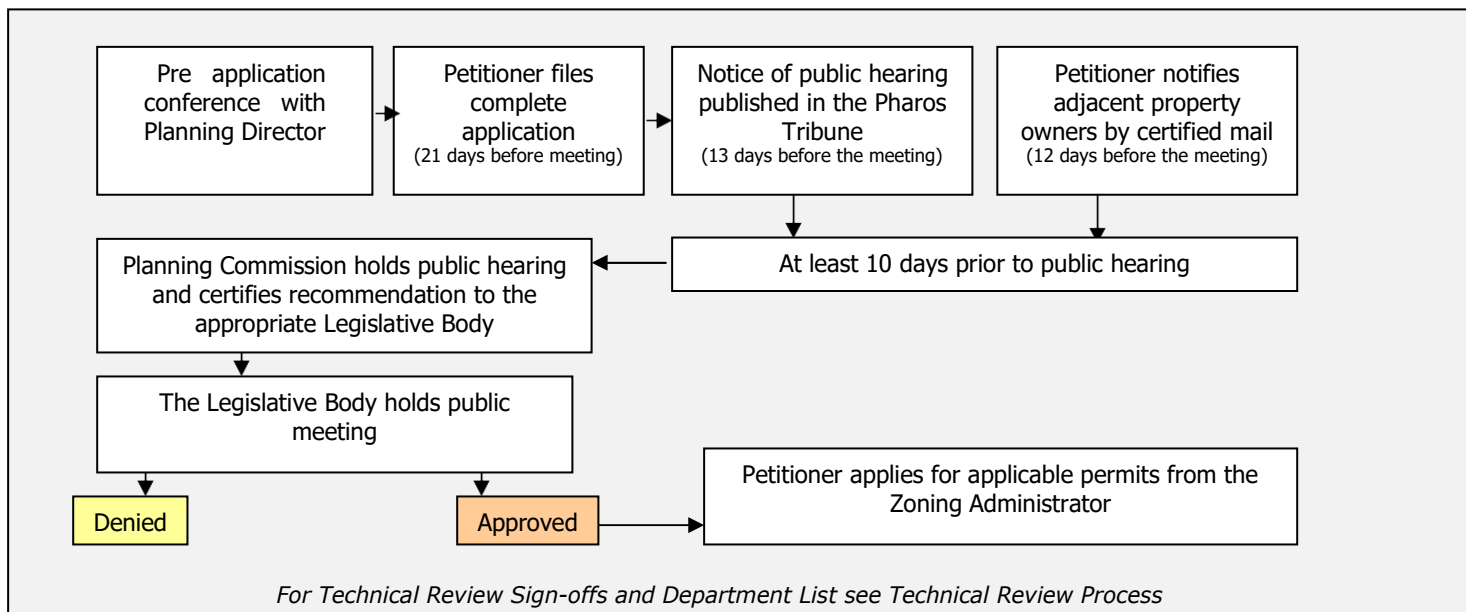 Pre application
conference with
Planning Director
Petitioner files
complete
application
(21 days before meeting)
Notice of public hearing
published in the Pharos
Tribune
(13 days before the meeting)
Petitioner notifies
adjacent property
owners by certified mail
(12 days before the meeting)
At least 10 days prior to public hearing
Planning Commission holds public hearing
and certifies recommendation to the
appropriate Legislative Body
The Legislative Body holds public
meeting
Denied
Approved
Petitioner applies for applicable permits from the
Zoning Administrator
For Technical Review Sign-offs and Department List see Technical Review Process